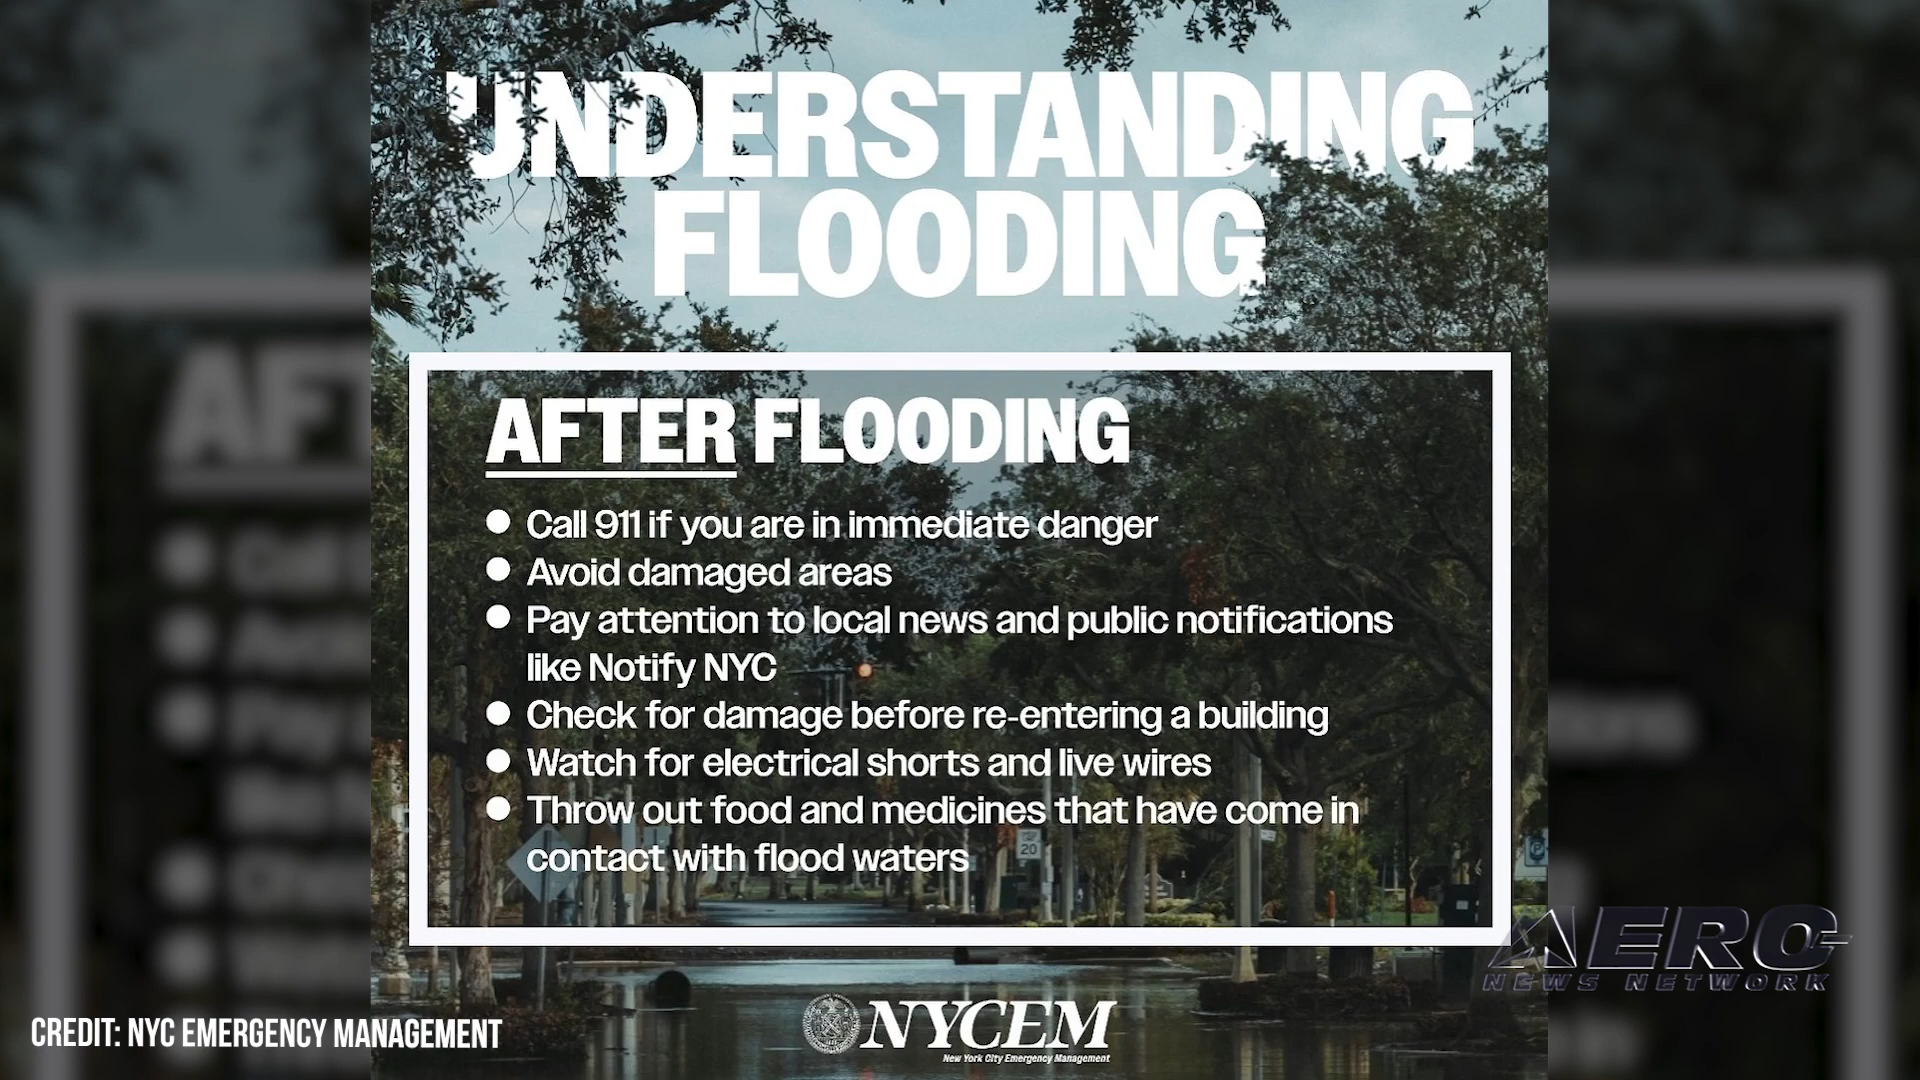 UNDERSTANDING
FLOODING
AFTER FLOODING
Call 911 if you are in immediate danger
Avoid damaged areas
Pay attention to local news and public notifications
like Notify NYC
Check for damage before re-entering a building
Watch for electrical shorts and live wires
Throw out food and medicines that have come in
contact with flood waters
20
AERO
NEWS NETWORK
NYCEM
New York City Emergency Management
CREDIT: NYC EMERGENCY MANAGEMENT